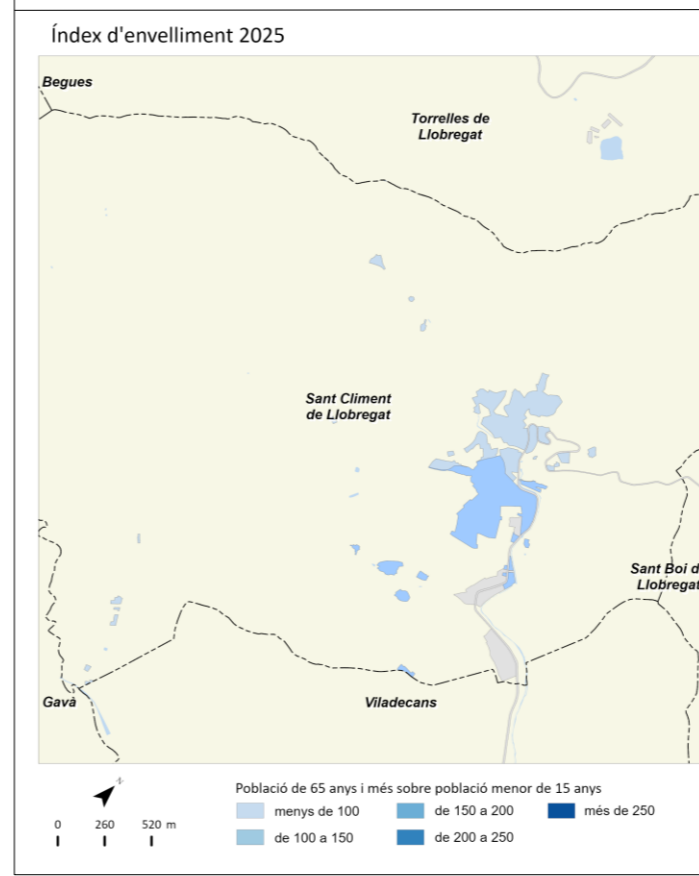 Índex d'envelliment 2025
Begues
Torrelles de
Llobregat
Sant Climent
de Llobregat
Sant Boi d
Llobregat
Gavà
Viladecans
N
0 260 520 m
Població de 65 anys i més sobre població menor de 15 anys
menys de 100
de 150 a 200
més de 250
de 100 a 150
de 200 a 250